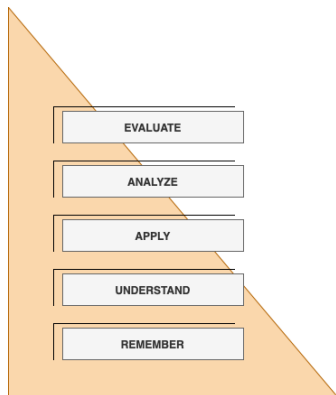 EVALUATE
ANALYZE
APPLY
UNDERSTAND
REMEMBER